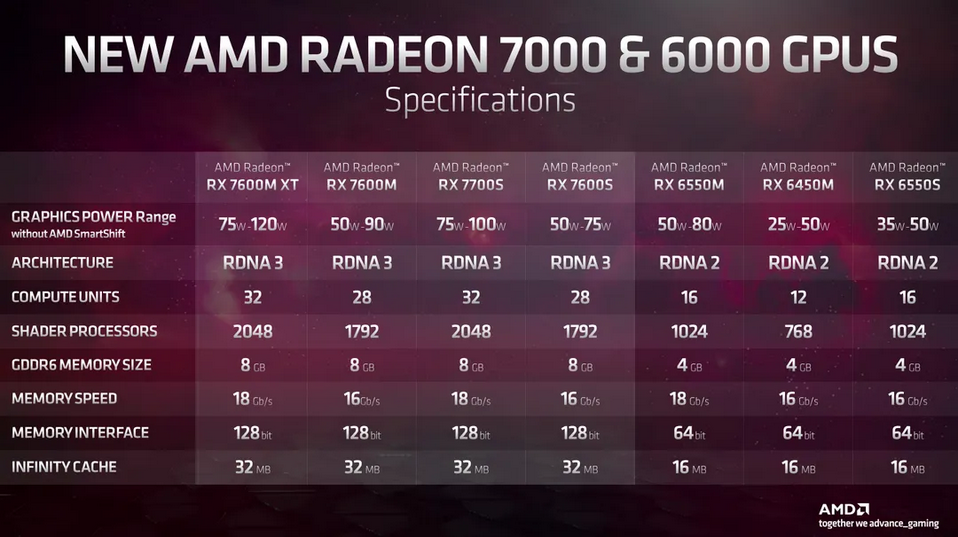 NEW AMD RADEON 7000 & 6000 GPUS
Specifications
AMD Radeon™ AMD Radeon™ AMD Radeon™ AMD Radeon™ AMD Radeon™ AMD Radeon™ AMD Radeon™
RX 7600M XT RX 7600M RX 7700S RX 7600S RX 6550M RX 6450M RX 6550S
GRAPHICS POWER Range 75W-120W 50W-90W 75W-100W 50W-75W 50W-80W 25W-50W 35W-50W
without AMD SmartShift
ARCHITECTURE RDNA 3 RDNA 3 RDNA 3 RDNA 3 RDNA 2 RDNA 2 RDNA 2
COMPUTE UNITS 32 28 32 28 16 12 16
SHADER PROCESSORS 2048 1792 2048 1792 1024 768 1024
GDDR6 MEMORY SIZE 8 GB 8 GB 8 GB 8 GB 4 GB 4 GB 4 GB
MEMORY SPEED 18 Gb/s 16Gb/s 18 Gb/s 16 Gb/s 18 Gb/s 16 Gb/s 16 Gb/s
MEMORY INTERFACE 128 bit 128 bit 128 bit 128 bit 64 bit 64 bit 64 bit
INFINITY CACHE 32 MB 32 MB 32 MB 32 MB 16 MB 16 MB 16 MB
AMD
together we advance_gaming